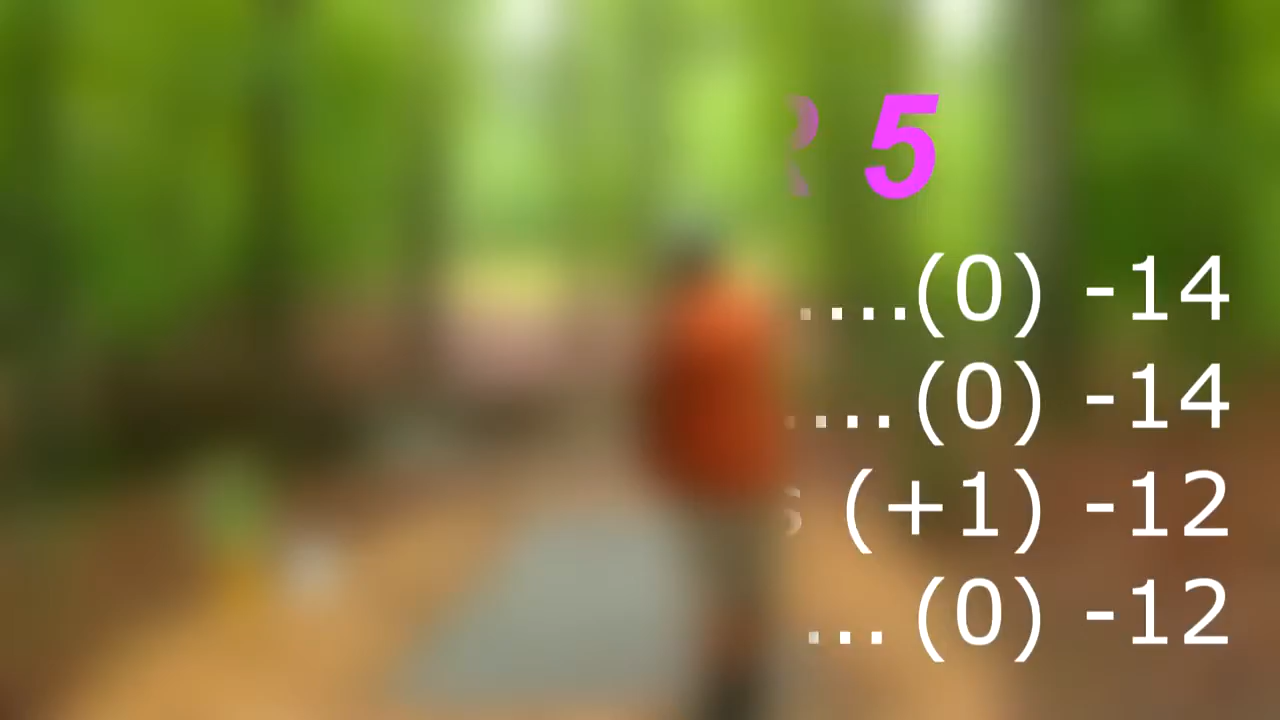 R 5
....(0) -14
....(0) -14
s (+1) -12
...(0) -12